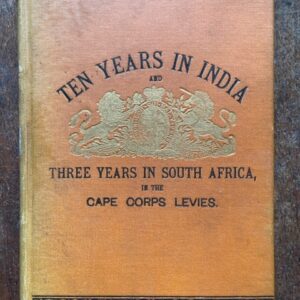 TEN YEARS IN INDIA
AND
THREE YEARS IN SOUTH AFRICA,
IN THE
CAPE CORPS LEVIES.